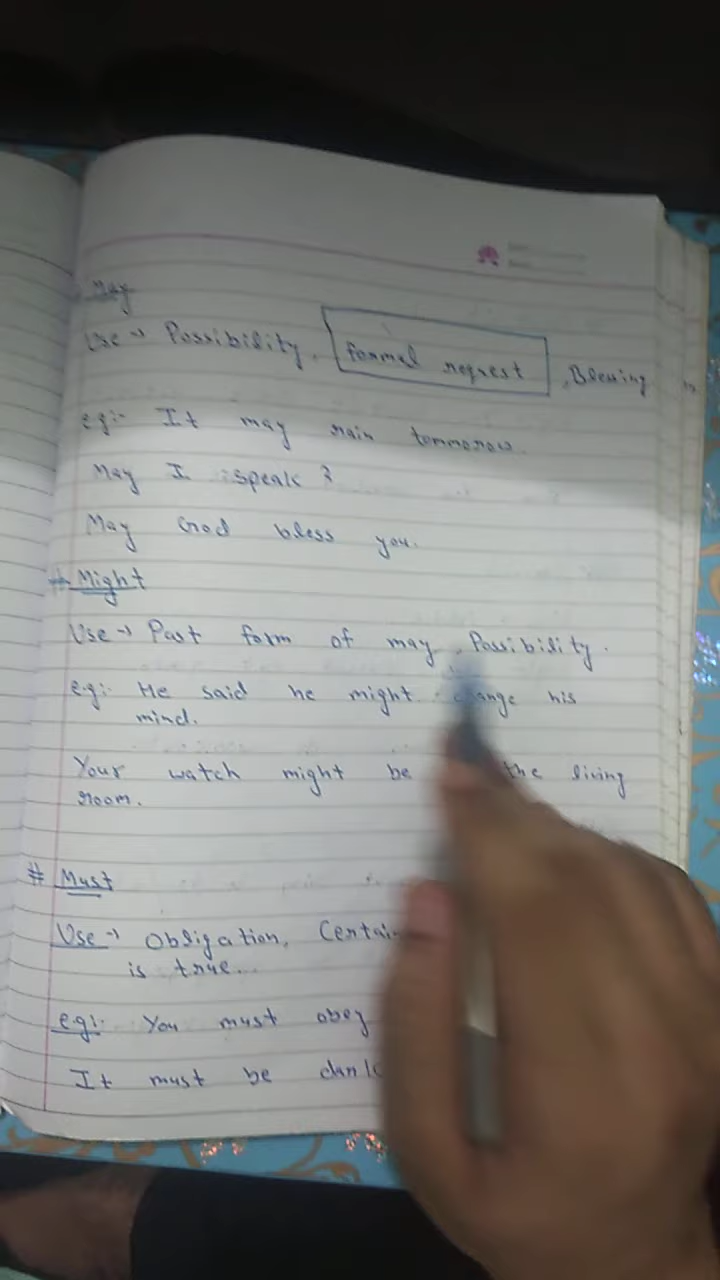 May
Use → Possibility, formal request, Blessing
eg:- It may rain tommorow.
May I speak?
May God bless you.
# Might
Use → Past form of may, Possibility.
eg:- He said he might change his
mind.
Your watch might be the living
room.
# Must
Use → Obligation,
is true..
eg:- You must obey
It must be